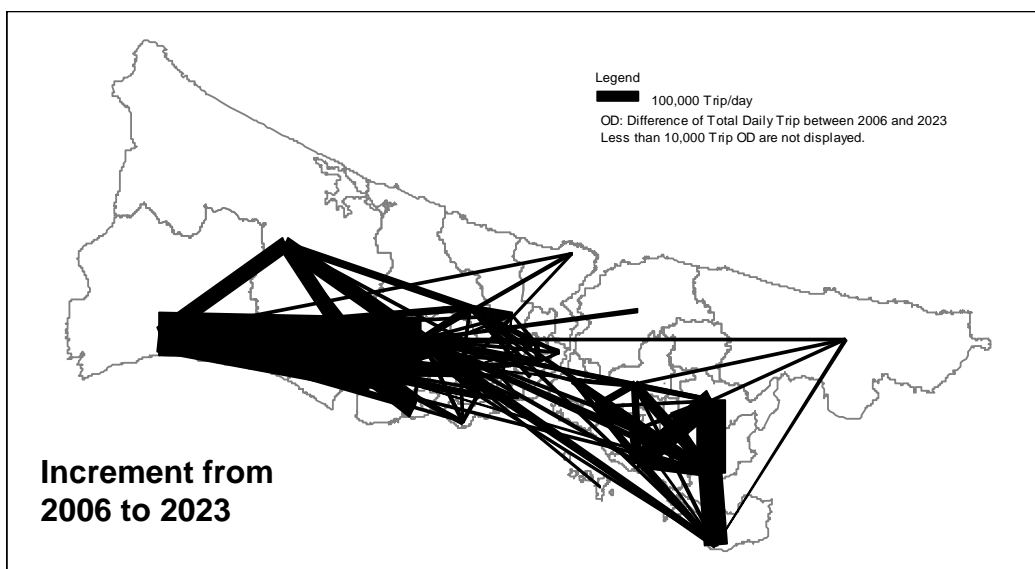 Legend
100,000 Trip/day
OD: Difference of Total Daily Trip between 2006 and 2023
Less than 10,000 Trip OD are not displayed.
Increment from
2006 to 2023